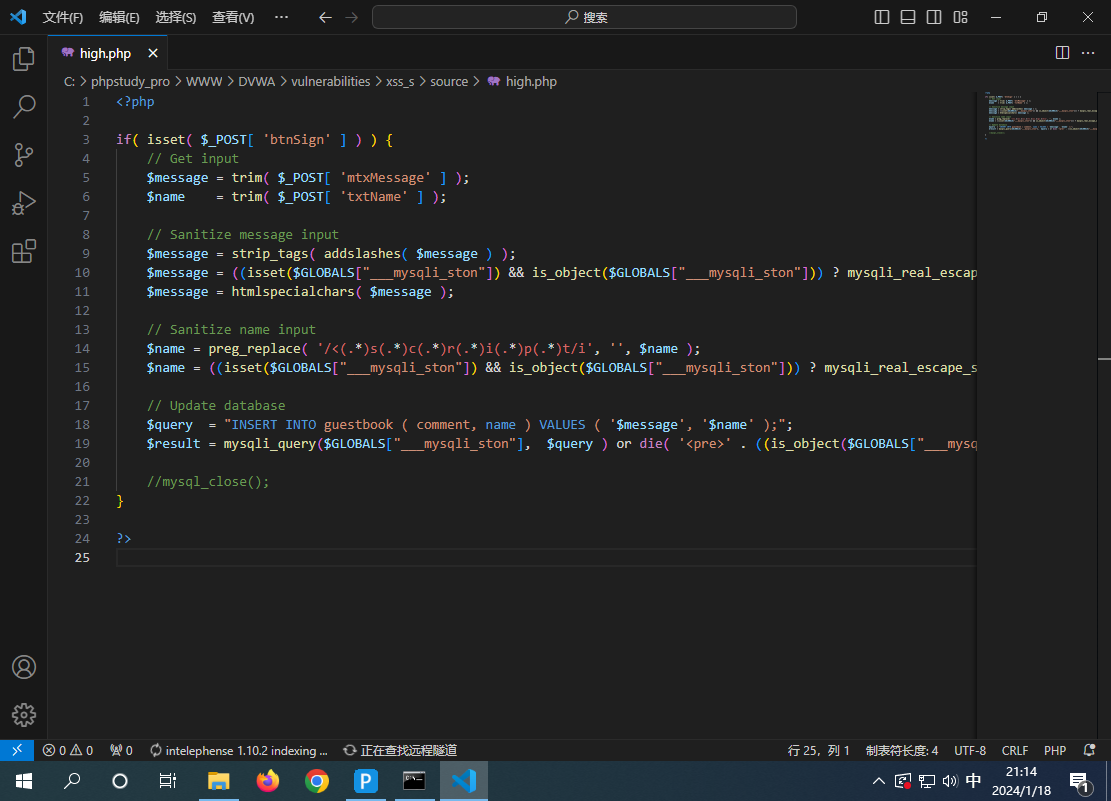 文件(F) 编辑(E) 选择(S) 查看(V) ··· 搜索
high.php
C: > phpstudy_pro > WWW > DVWA > vulnerabilities > xss_s > source > high.php
1 <?php
2
3 if( isset( $_POST[ 'btnSign' ] ) ) {
4 // Get input
5 $message = trim( $_POST[ 'mtxMessage' ] );
6 $name    = trim( $_POST[ 'txtName' ] );
7
8 // Sanitize message input
9 $message = strip_tags( addslashes( $message ) );
10 $message = ((isset($GLOBALS["___mysqli_ston"]) && is_object($GLOBALS["___mysqli_ston"])) ? mysqli_real_escap
11 $message = htmlspecialchars( $message );
12
13 // Sanitize name input
14 $name = preg_replace( '/<(.*)s(.*)c(.*)r(.*)i(.*)p(.*)t/i', '', $name );
15 $name = ((isset($GLOBALS["___mysqli_ston"]) && is_object($GLOBALS["___mysqli_ston"])) ? mysqli_real_escape_s
16
17 // Update database
18 $query  = "INSERT INTO guestbook ( comment, name ) VALUES ( '$message', '$name' );";
19 $result = mysqli_query($GLOBALS["___mysqli_ston"],  $query ) or die( '<pre>' . ((is_object($GLOBALS["___mysq
20
21 //mysql_close();
22 }
23
24 ?>
25
0 0 0 intelephense 1.10.2 indexing ... 正在查找远程隧道 行 25，列 1 制表符长度: 4 UTF-8 CRLF PHP
P 中 21:14 1
2024/1/18